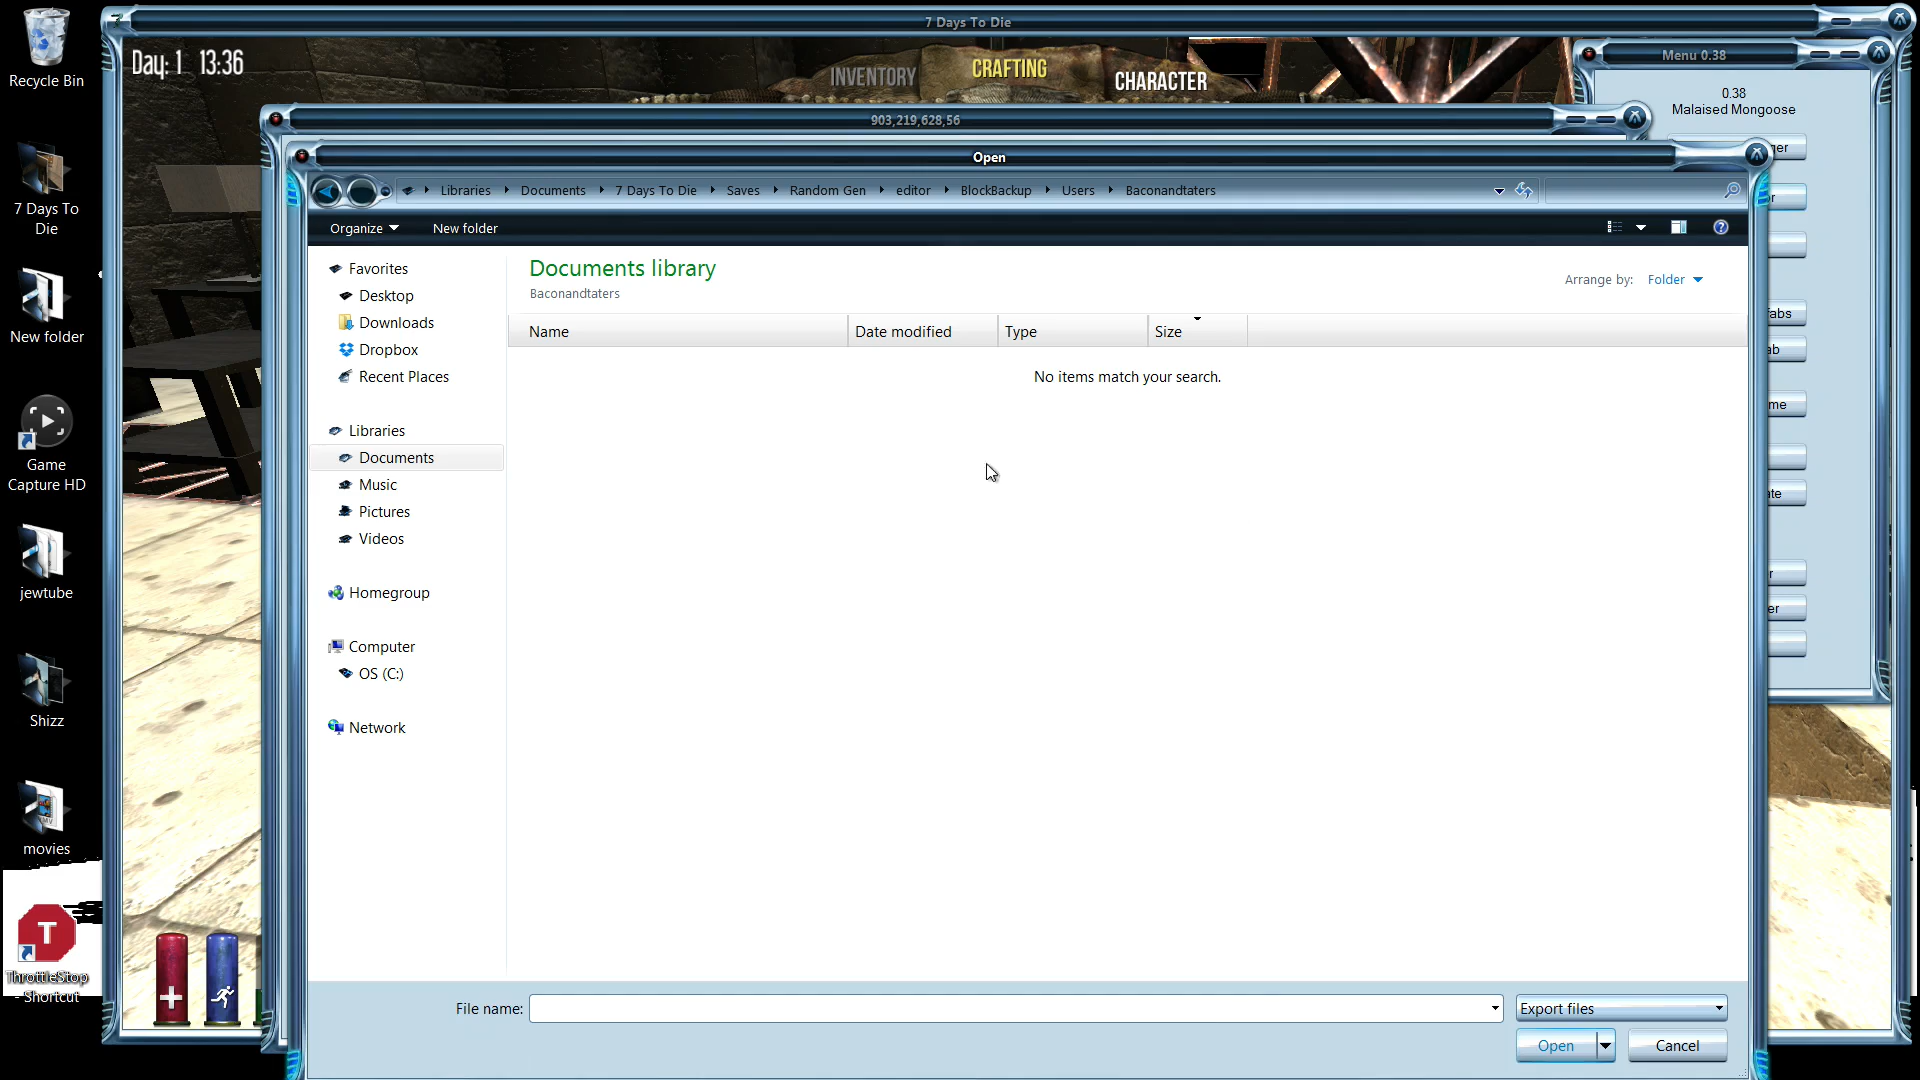 7 Days To Die
Day: 1 13:36
INVENTORY
CRAFTING
CHARACTER
Menu 0.38
0.38
Malaised Mongoose
903,219,628,56
Open
Libraries
Documents
7 Days To Die
Saves
Random Gen
editor
BlockBackup
Users
Baconandtaters
Organize
New folder
Favorites
Desktop
Downloads
Dropbox
Recent Places
Libraries
Documents
Music
Pictures
Videos
Homegroup
Computer
OS (C:)
Network
Documents library
Baconandtaters
Arrange by: Folder
Name
Date modified
Type
Size
No items match your search.
File name:
Export files
Open
Cancel
Recycle Bin
7 Days To
Die
New folder
Game
Capture HD
jewtube
Shizz
movies
T
ThrottleStop
- Shortcut